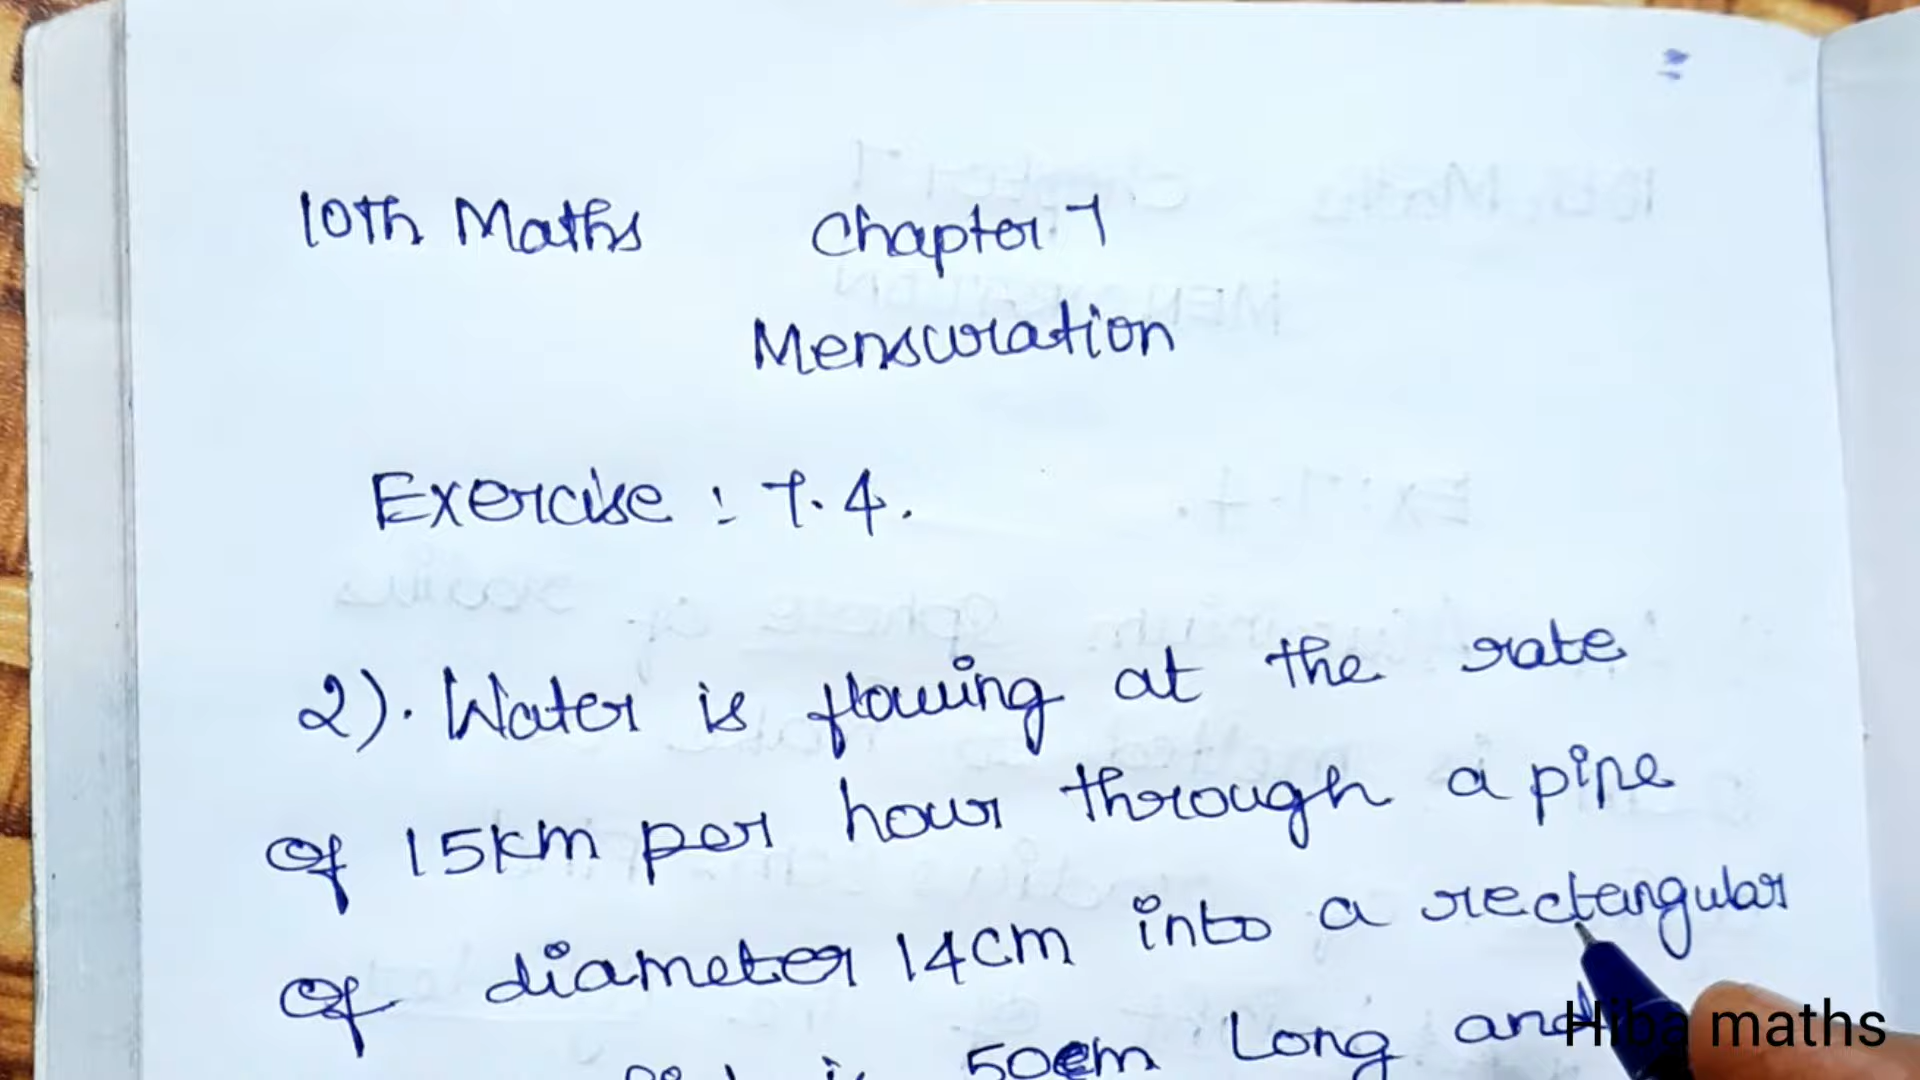 10th Maths Chapter 7
Mensuration
Exercise : 7.4.
2). Water is flowing at the rate
of 15km per hour through a pipe
of diameter 14cm into a rectangular
50cm long and
Hiba maths